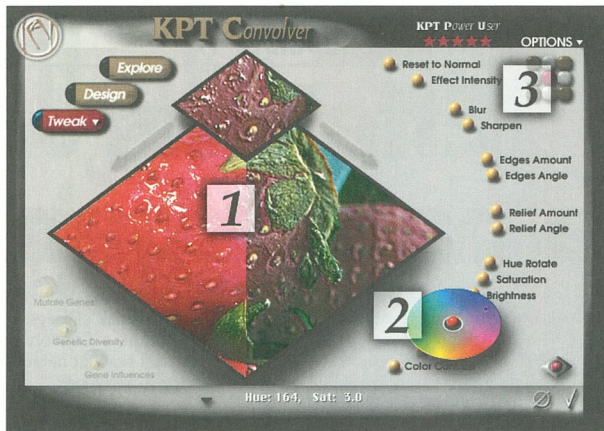 KPT Convolver
KPT Power User
OPTIONS
Explore
Design
Tweak
Reset to Normal
Effect Intensity
Blur
Sharpen
Edges Amount
Edges Angle
Relief Amount
Relief Angle
Hue Rotate
Saturation
Brightness
Color
Mutate Genes
Genetic Diversity
Gene Influences
Hue: 164, Sat: 3.0
1
2
3